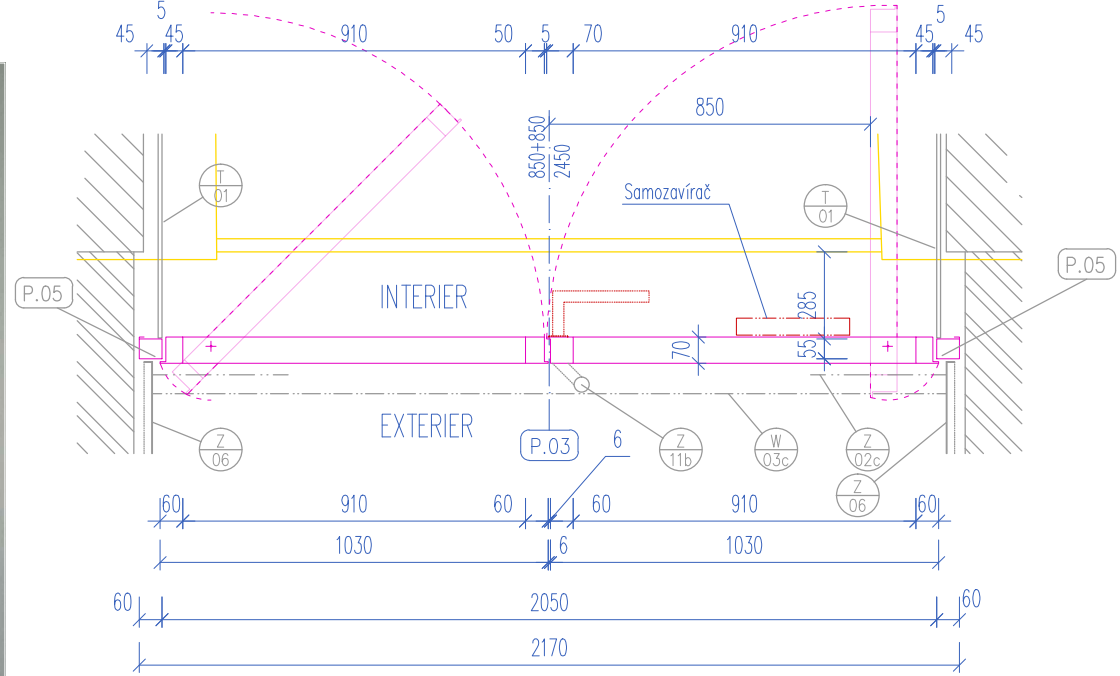 5
5
45
45
910
50
5
70
910
45
45
850
850+850
2450
Samozavírač
T
01
T
01
P.05
P.05
INTERIER
285
70
55
EXTERIER
P.03
6
Z
06
Z
11b
W
03c
Z
02c
Z
06
60
910
60
60
910
60
1030
6
1030
60
2050
60
2170